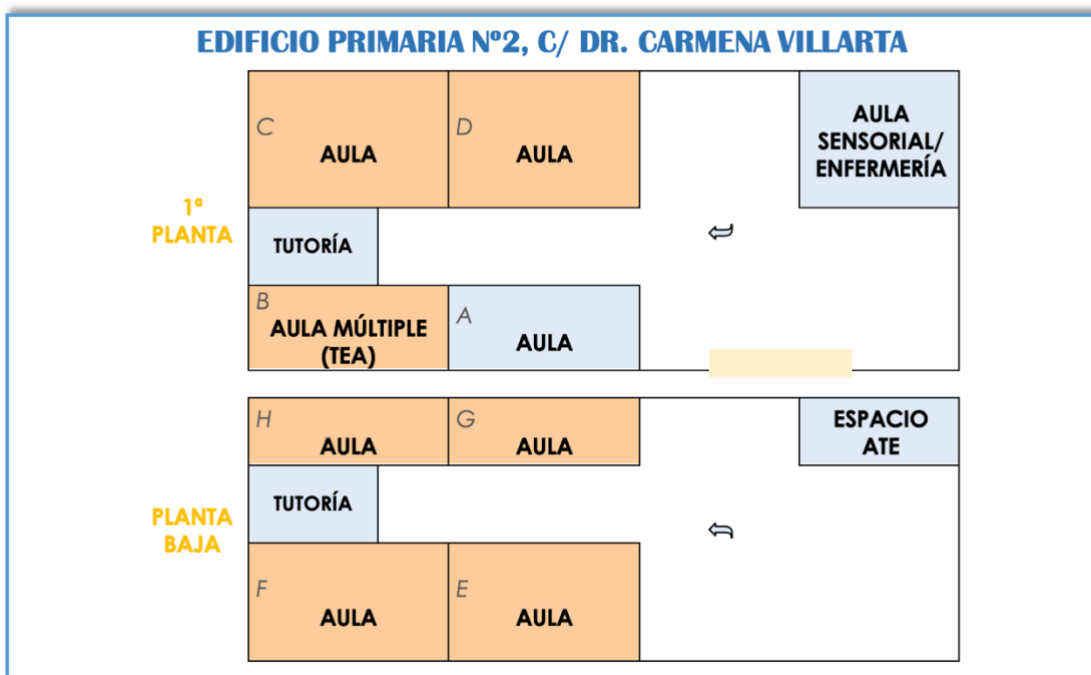 EDIFICIO PRIMARIA Nº2, C/ DR. CARMENA VILLARTA
C
AULA
D
AULA
AULA
SENSORIAL/
ENFERMERÍA
1ª
PLANTA
TUTORÍA
B
AULA MÚLTIPLE
(TEA)
A
AULA
H
AULA
G
AULA
ESPACIO
ATE
TUTORÍA
PLANTA
BAJA
F
AULA
E
AULA